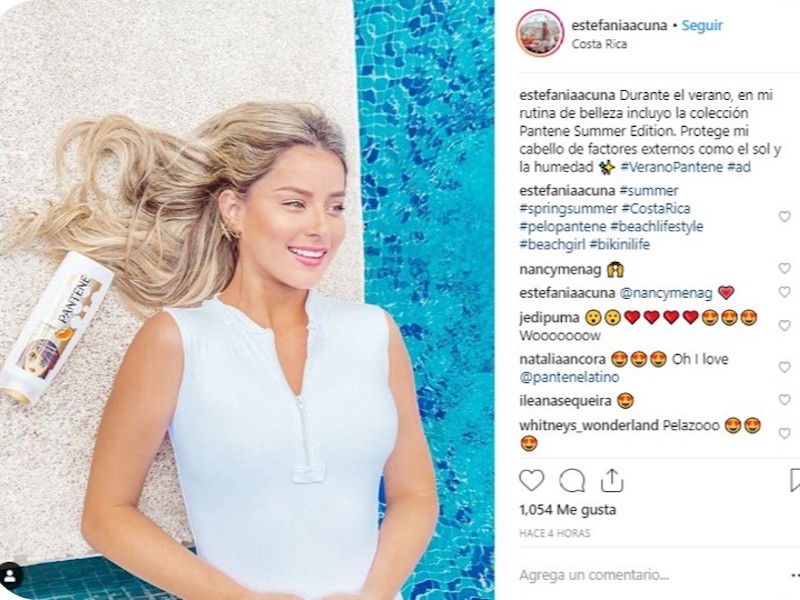 PANTENE
estefaniaacuna • Seguir
Costa Rica
estefaniaacuna Durante el verano, en mi
rutina de belleza incluyo la colección
Pantene Summer Edition. Protege mi
cabello de factores externos como el sol y
la humedad ✨ #VeranoPantene #ad
estefaniaacuna #summer
#springsummer #CostaRica
#pelopantene #beachlifestyle
#beachgirl #bikinilife
nancymenag 🙌
estefaniaacuna @nancymenag 💗
jedipuma 😮😮❤❤❤❤😍😍😍
Wooooooow
nataliaancora 😍😍😍 Oh I love
@pantenelatino
ileanasequeira 😍
whitneys_wonderland Pelazooo 😍😍
😍
1,054 Me gusta
HACE 4 HORAS
Agrega un comentario...